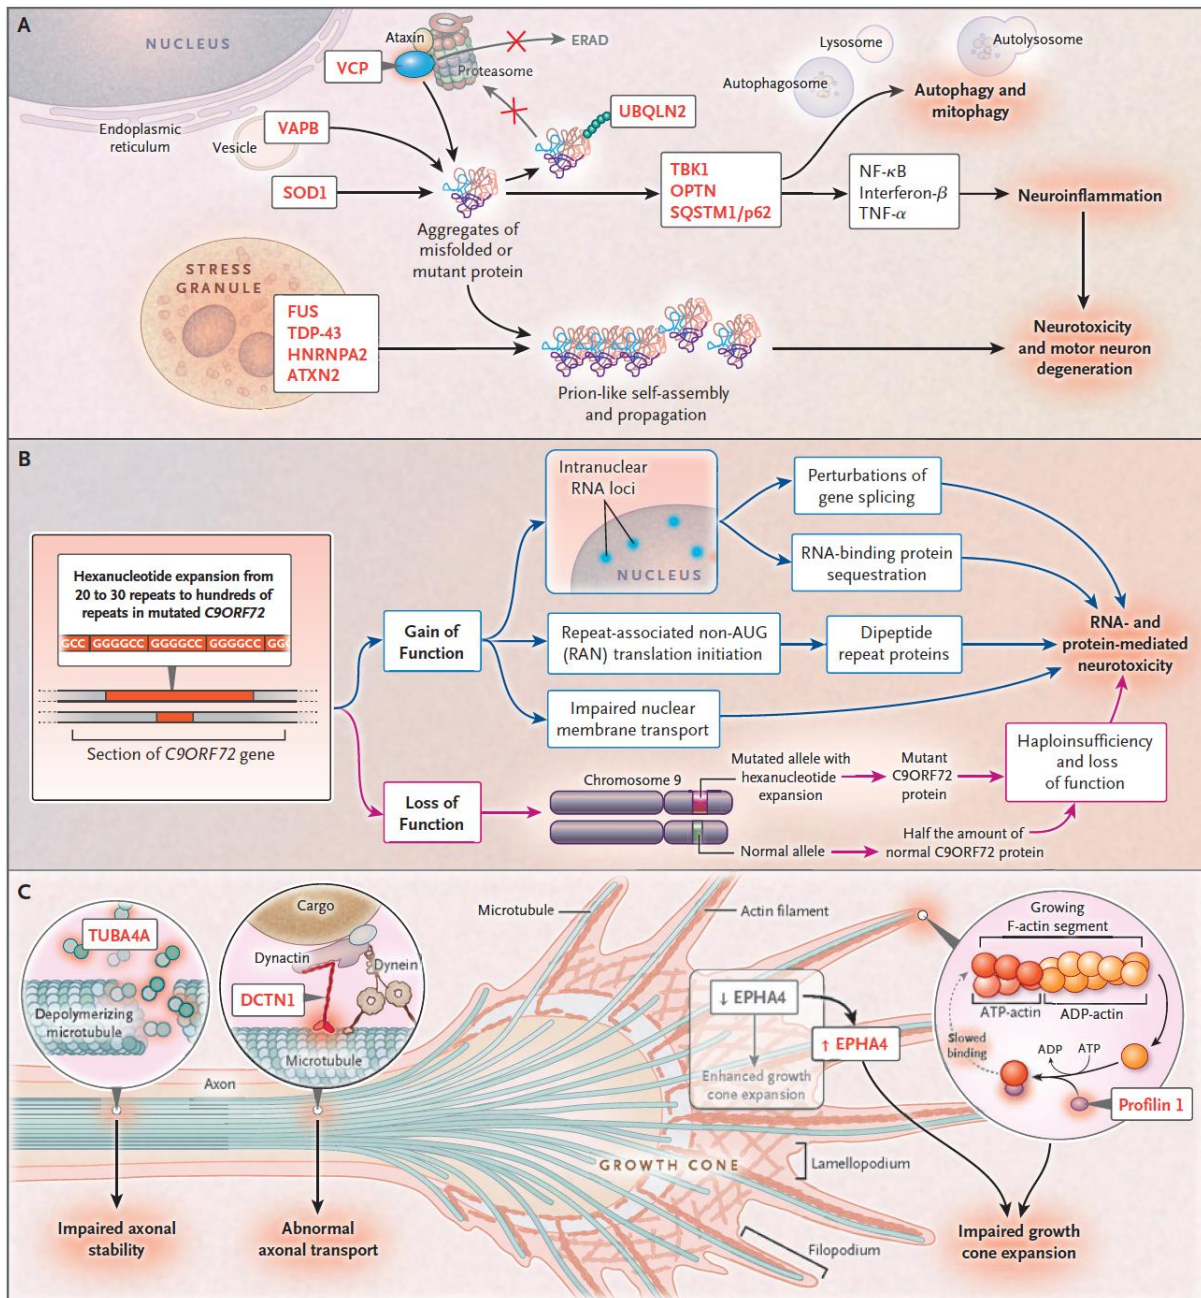 A
NUCLEUS
Ataxin
ERAD
VCP
Proteasome
Lysosome
Autolysosome
Autophagosome
Autophagy and
mitophagy
Endoplasmic
reticulum
Vesicle
VAPB
UBQLN2
SOD1
TBK1
OPTN
SQSTM1/p62
NF-κB
Interferon-β
TNF-α
Neuroinflammation
Aggregates of
misfolded or
mutant protein
STRESS
GRANULE
FUS
TDP-43
HNRNPA2
ATXN2
Prion-like self-assembly
and propagation
Neurotoxicity
and motor neuron
degeneration
B
Hexanucleotide expansion from
20 to 30 repeats to hundreds of
repeats in mutated C9ORF72
GCC GGGGCC GGGGCC GGGGCC GG
Section of C9ORF72 gene
Gain of
Function
Loss of
Function
Intranuclear
RNA loci
NUCLEUS
Perturbations of
gene splicing
RNA-binding protein
sequestration
Repeat-associated non-AUG
(RAN) translation initiation
Dipeptide
repeat proteins
Impaired nuclear
membrane transport
RNA- and
protein-mediated
neurotoxicity
Chromosome 9
Mutated allele with
hexanucleotide
expansion
Mutant
C9ORF72
protein
Haploinsufficiency
and loss
of function
Normal allele
Half the amount of
normal C9ORF72 protein
C
TUBA4A
Depolymerizing
microtubule
Cargo
Dynactin
Dynein
DCTN1
Microtubule
Axon
Microtubule
Actin filament
↓ EPHA4
↑ EPHA4
Enhanced growth
cone expansion
GROWTH CONE
Lamellopodium
Filopodium
Growing
F-actin segment
ATP-actin
ADP-actin
Slowed
binding
ADP
ATP
Profilin 1
Impaired axonal
stability
Abnormal
axonal transport
Impaired growth
cone expansion